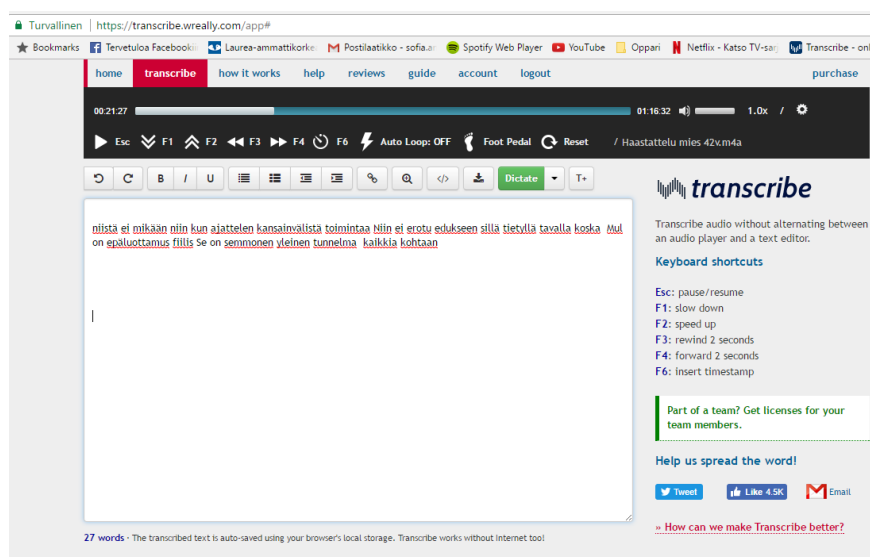 Turvallinen | https://transcribe.wreally.com/app#
Bookmarks Tervetuloa Facebookii Laurea-ammattikorke Postilaatikko - sofia.ar Spotify Web Player YouTube Oppari Netflix - Katso TV-sarj Transcribe - onl
home transcribe how it works help reviews guide account logout purchase
00:21:27 01:16:32 1.0x /
Esc F1 F2 F3 F4 F6 Auto Loop: OFF Foot Pedal Reset / Haastattelu mies 42v.m4a
B I U </> Dictate T+
transcribe
niistä ei mikään niin kun ajattelen kansainvälistä toimintaa Niin ei erotu edukseen sillä tietyllä tavalla koska Mul
on epäluottamus fiilis Se on semmonen yleinen tunnelma kaikkia kohtaan
27 words - The transcribed text is auto-saved using your browser's local storage. Transcribe works without internet too!
Transcribe audio without alternating between
an audio player and a text editor.
Keyboard shortcuts
Esc: pause/resume
F1: slow down
F2: speed up
F3: rewind 2 seconds
F4: forward 2 seconds
F6: insert timestamp
Part of a team? Get licenses for your
team members.
Help us spread the word!
Tweet Like 4.5K Email
» How can we make Transcribe better?